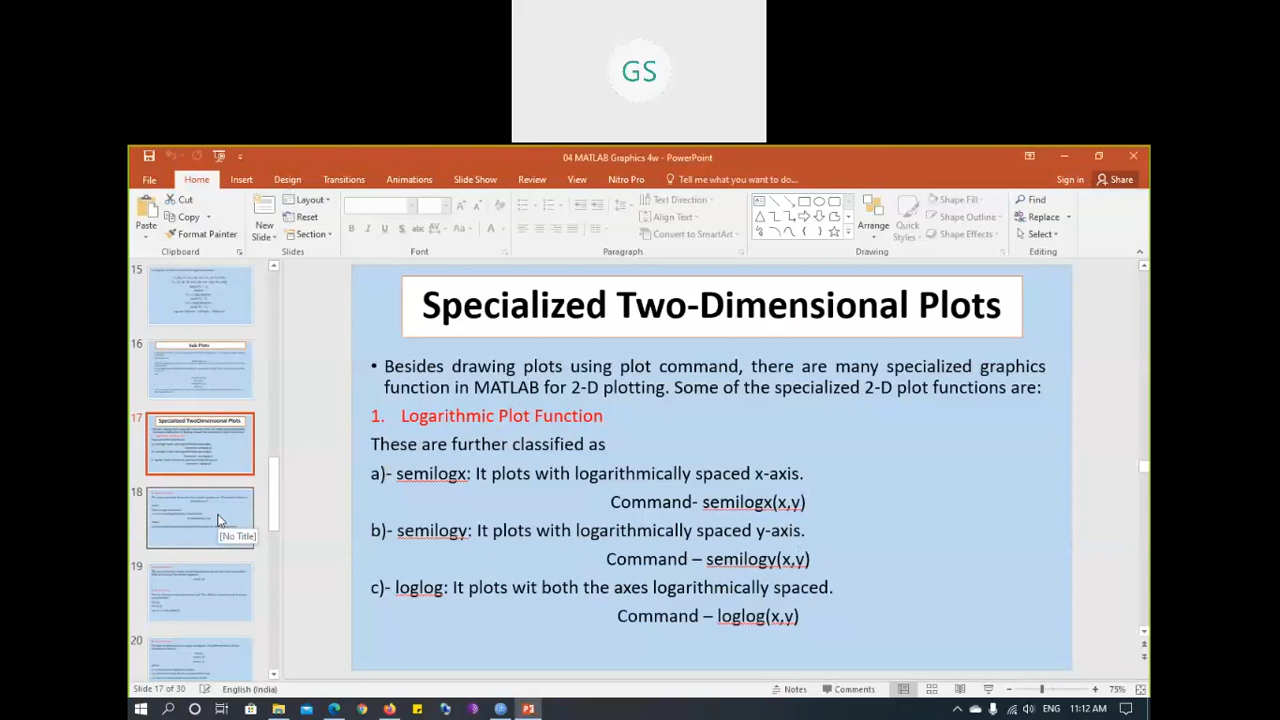 GS
04 MATLAB Graphics 4w - PowerPoint
File Home Insert Design Transitions Animations Slide Show Review View Nitro Pro Tell me what you want to do... Sign in Share
Cut
Copy
Format Painter
Paste
Clipboard
New
Slide
Layout
Reset
Section
Slides
Font
Text Direction
Align Text
Convert to SmartArt
Paragraph
Arrange
Quick
Styles
Shape Fill
Shape Outline
Shape Effects
Drawing
Find
Replace
Select
Editing
15
16
Sub Plots
17
Specialized Two-Dimensional Plots
18
[No Title]
19
20
Specialized Two-Dimensional Plots
• Besides drawing plots using plot command, there are many specialized graphics
function in MATLAB for 2-D plotting. Some of the specialized 2-D plot functions are:
1. Logarithmic Plot Function
These are further classified as
a)- semilogx: It plots with logarithmically spaced x-axis.
Command- semilogx(x,y)
b)- semilogy: It plots with logarithmically spaced y-axis.
Command – semilogy(x,y)
c)- loglog: It plots wit both the axes logarithmically spaced.
Command – loglog(x,y)
Slide 17 of 30 English (India) Notes Comments 75%
ENG 11:12 AM